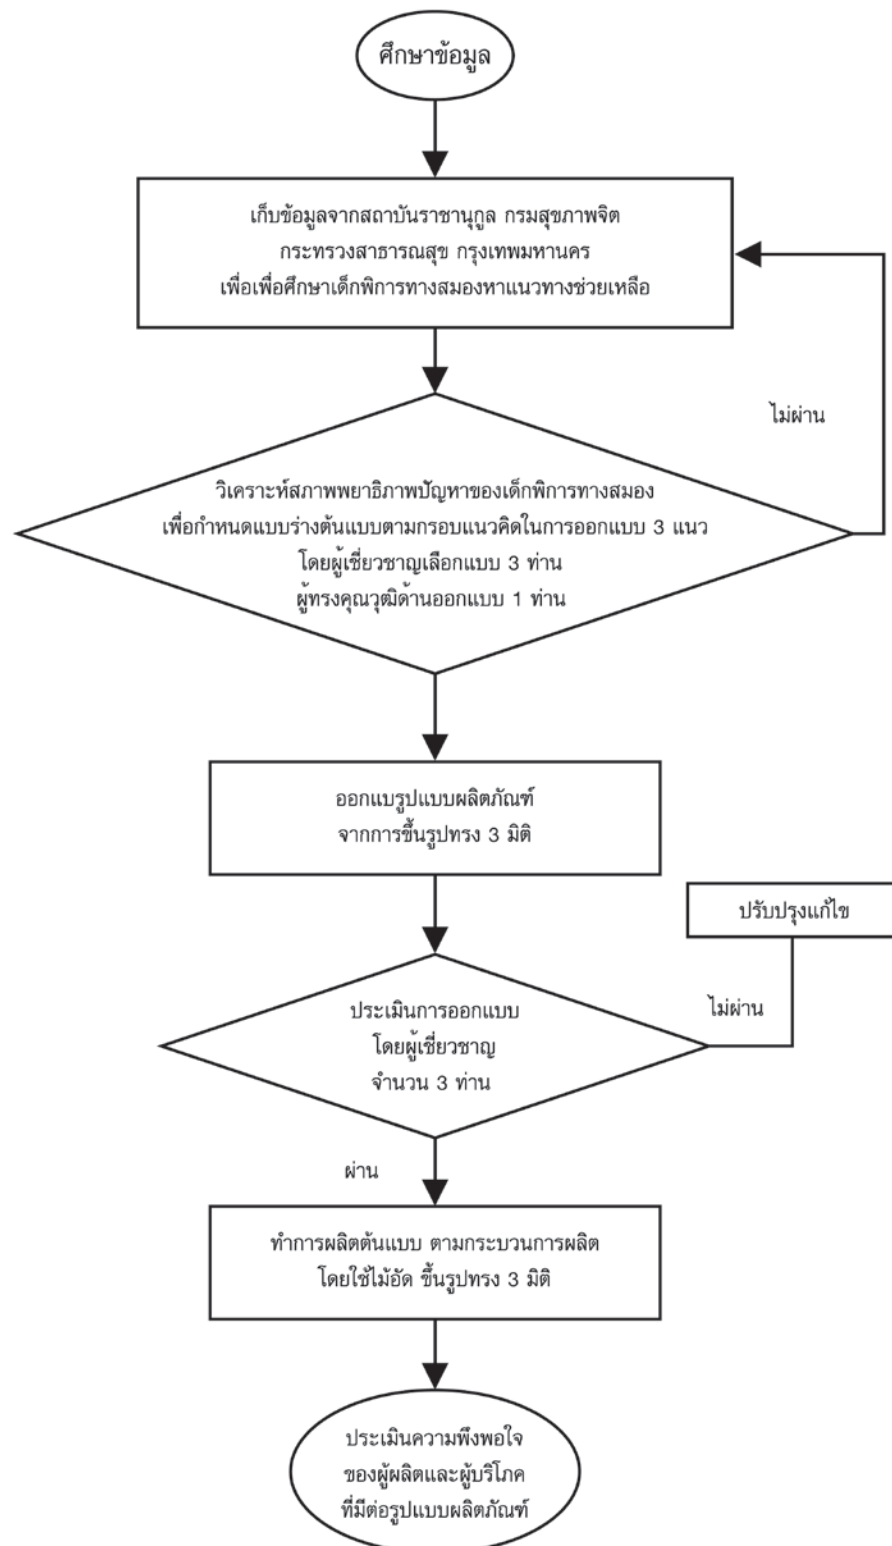 ศึกษาข้อมูล
เก็บข้อมูลจากสถาบันราชานุกูล กรมสุขภาพจิต
กระทรวงสาธารณสุข กรุงเทพมหานคร
เพื่อเพื่อศึกษาเด็กพิการทางสมองหาแนวทางช่วยเหลือ
ไม่ผ่าน
วิเคราะห์สภาพพยาธิภาพปัญหาของเด็กพิการทางสมอง
เพื่อกำหนดแบบร่างต้นแบบตามกรอบแนวคิดในการออกแบบ 3 แนว
โดยผู้เชี่ยวชาญเลือกแบบ 3 ท่าน
ผู้ทรงคุณวุฒิด้านออกแบบ 1 ท่าน
ออกแบรูปแบบผลิตภัณฑ์
จากการขึ้นรูปทรง 3 มิติ
ปรับปรุงแก้ไข
ไม่ผ่าน
ประเมินการออกแบบ
โดยผู้เชี่ยวชาญ
จำนวน 3 ท่าน
ผ่าน
ทำการผลิตต้นแบบ ตามกระบวนการผลิต
โดยใช้ไม้อัด ขึ้นรูปทรง 3 มิติ
ประเมินความพึงพอใจ
ของผู้ผลิตและผู้บริโภค
ที่มีต่อรูปแบบผลิตภัณฑ์